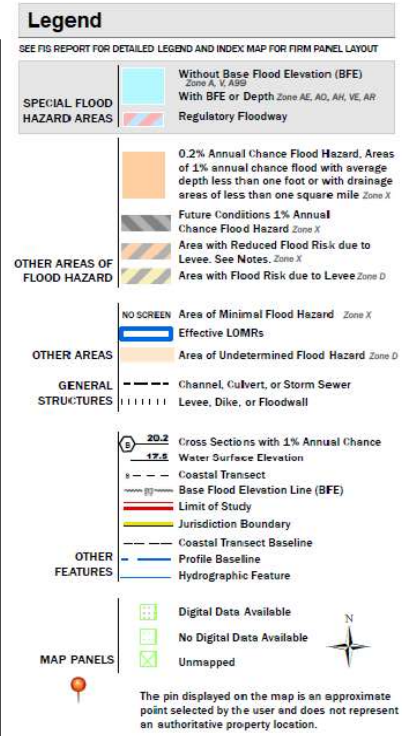 Legend
SEE FIS REPORT FOR DETAILED LEGEND AND INDEX MAP FOR FIRM PANEL LAYOUT
SPECIAL FLOOD
HAZARD AREAS
Without Base Flood Elevation (BFE)
Zone A, V, A99
With BFE or Depth Zone AE, AO, AH, VE, AR
Regulatory Floodway
OTHER AREAS OF
FLOOD HAZARD
0.2% Annual Chance Flood Hazard, Areas
of 1% annual chance flood with average
depth less than one foot or with drainage
areas of less than one square mile Zone X
Future Conditions 1% Annual
Chance Flood Hazard Zone X
Area with Reduced Flood Risk due to
Levee. See Notes. Zone X
Area with Flood Risk due to Levee Zone D
OTHER AREAS
NO SCREEN Area of Minimal Flood Hazard Zone X
Effective LOMRs
Area of Undetermined Flood Hazard Zone D
GENERAL
STRUCTURES
Channel, Culvert, or Storm Sewer
Levee, Dike, or Floodwall
OTHER
FEATURES
B 20.2 Cross Sections with 1% Annual Chance
17.5 Water Surface Elevation
8 Coastal Transect
Base Flood Elevation Line (BFE)
Limit of Study
Jurisdiction Boundary
Coastal Transect Baseline
Profile Baseline
Hydrographic Feature
MAP PANELS
Digital Data Available
No Digital Data Available
Unmapped
N
The pin displayed on the map is an approximate
point selected by the user and does not represent
an authoritative property location.